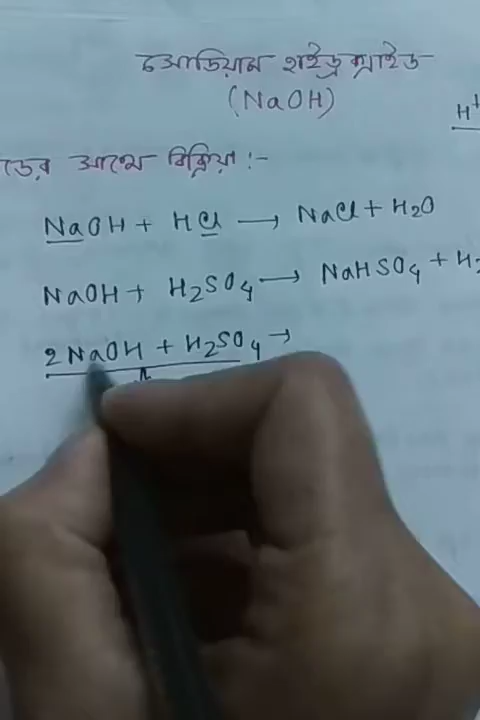 সোডিয়াম হাইড্রক্সাইড
(NaOH)
H⁺
সাথে বিক্রিয়া :-
NaOH + HCl ⟶ NaCl + H₂O
NaOH + H₂SO₄ ⟶ NaHSO₄ + H₂
2NaOH + H₂SO₄ →